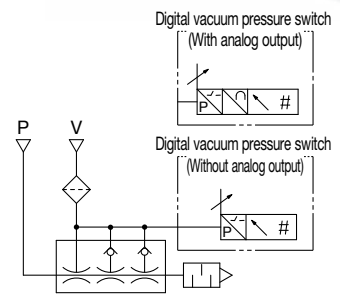 Digital vacuum pressure switch
(With analog output)
P #
P V
Digital vacuum pressure switch
(Without analog output)
P #